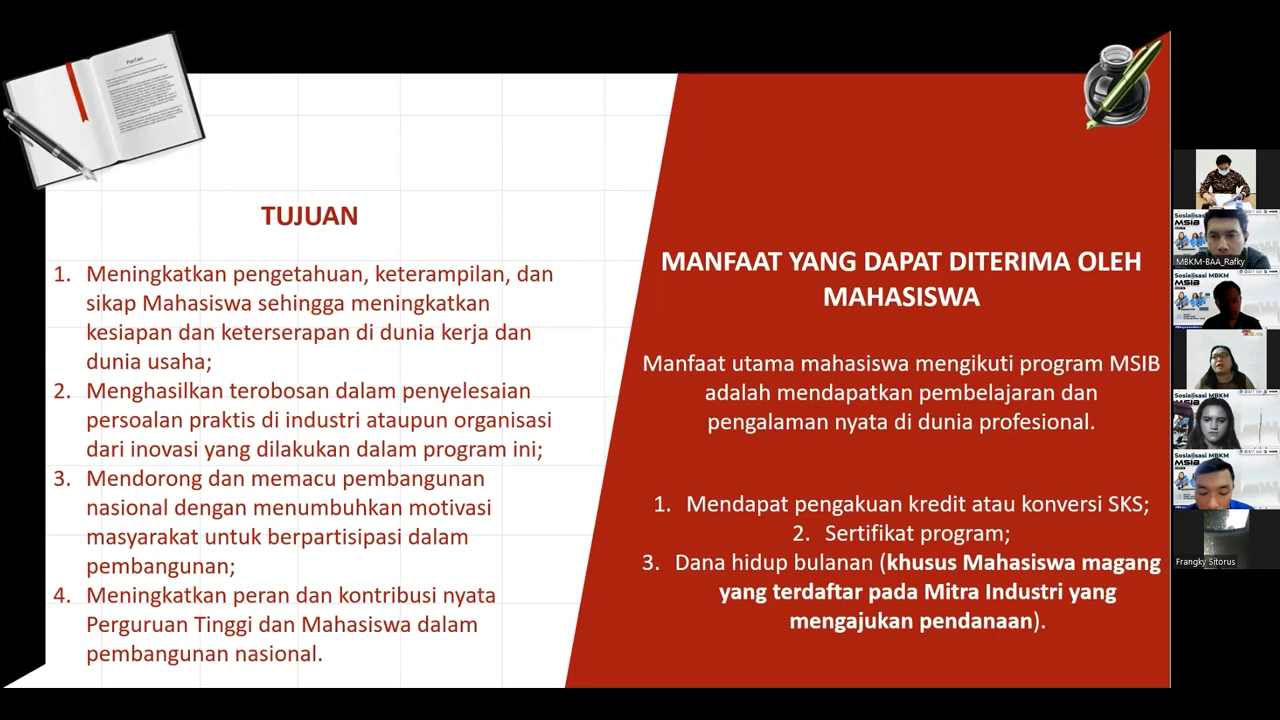 PaoTaxi
TUJUAN
1. Meningkatkan pengetahuan, keterampilan, dan
sikap Mahasiswa sehingga meningkatkan
kesiapan dan keterserapan di dunia kerja dan
dunia usaha;
2. Menghasilkan terobosan dalam penyelesaian
persoalan praktis di industri ataupun organisasi
dari inovasi yang dilakukan dalam program ini;
3. Mendorong dan memacu pembangunan
nasional dengan menumbuhkan motivasi
masyarakat untuk berpartisipasi dalam
pembangunan;
4. Meningkatkan peran dan kontribusi nyata
Perguruan Tinggi dan Mahasiswa dalam
pembangunan nasional.
MANFAAT YANG DAPAT DITERIMA OLEH
MAHASISWA
Manfaat utama mahasiswa mengikuti program MSIB
adalah mendapatkan pembelajaran dan
pengalaman nyata di dunia profesional.
1. Mendapat pengakuan kredit atau konversi SKS;
2. Sertifikat program;
3. Dana hidup bulanan (khusus Mahasiswa magang
yang terdaftar pada Mitra Industri yang
mengajukan pendanaan).
Sosialisasi
MSIB
MBKM-BAA_Rafky
Sosialisasi MBKM
MSIB
Sosialisasi MBKM
MSIB
Frangky Sitorus